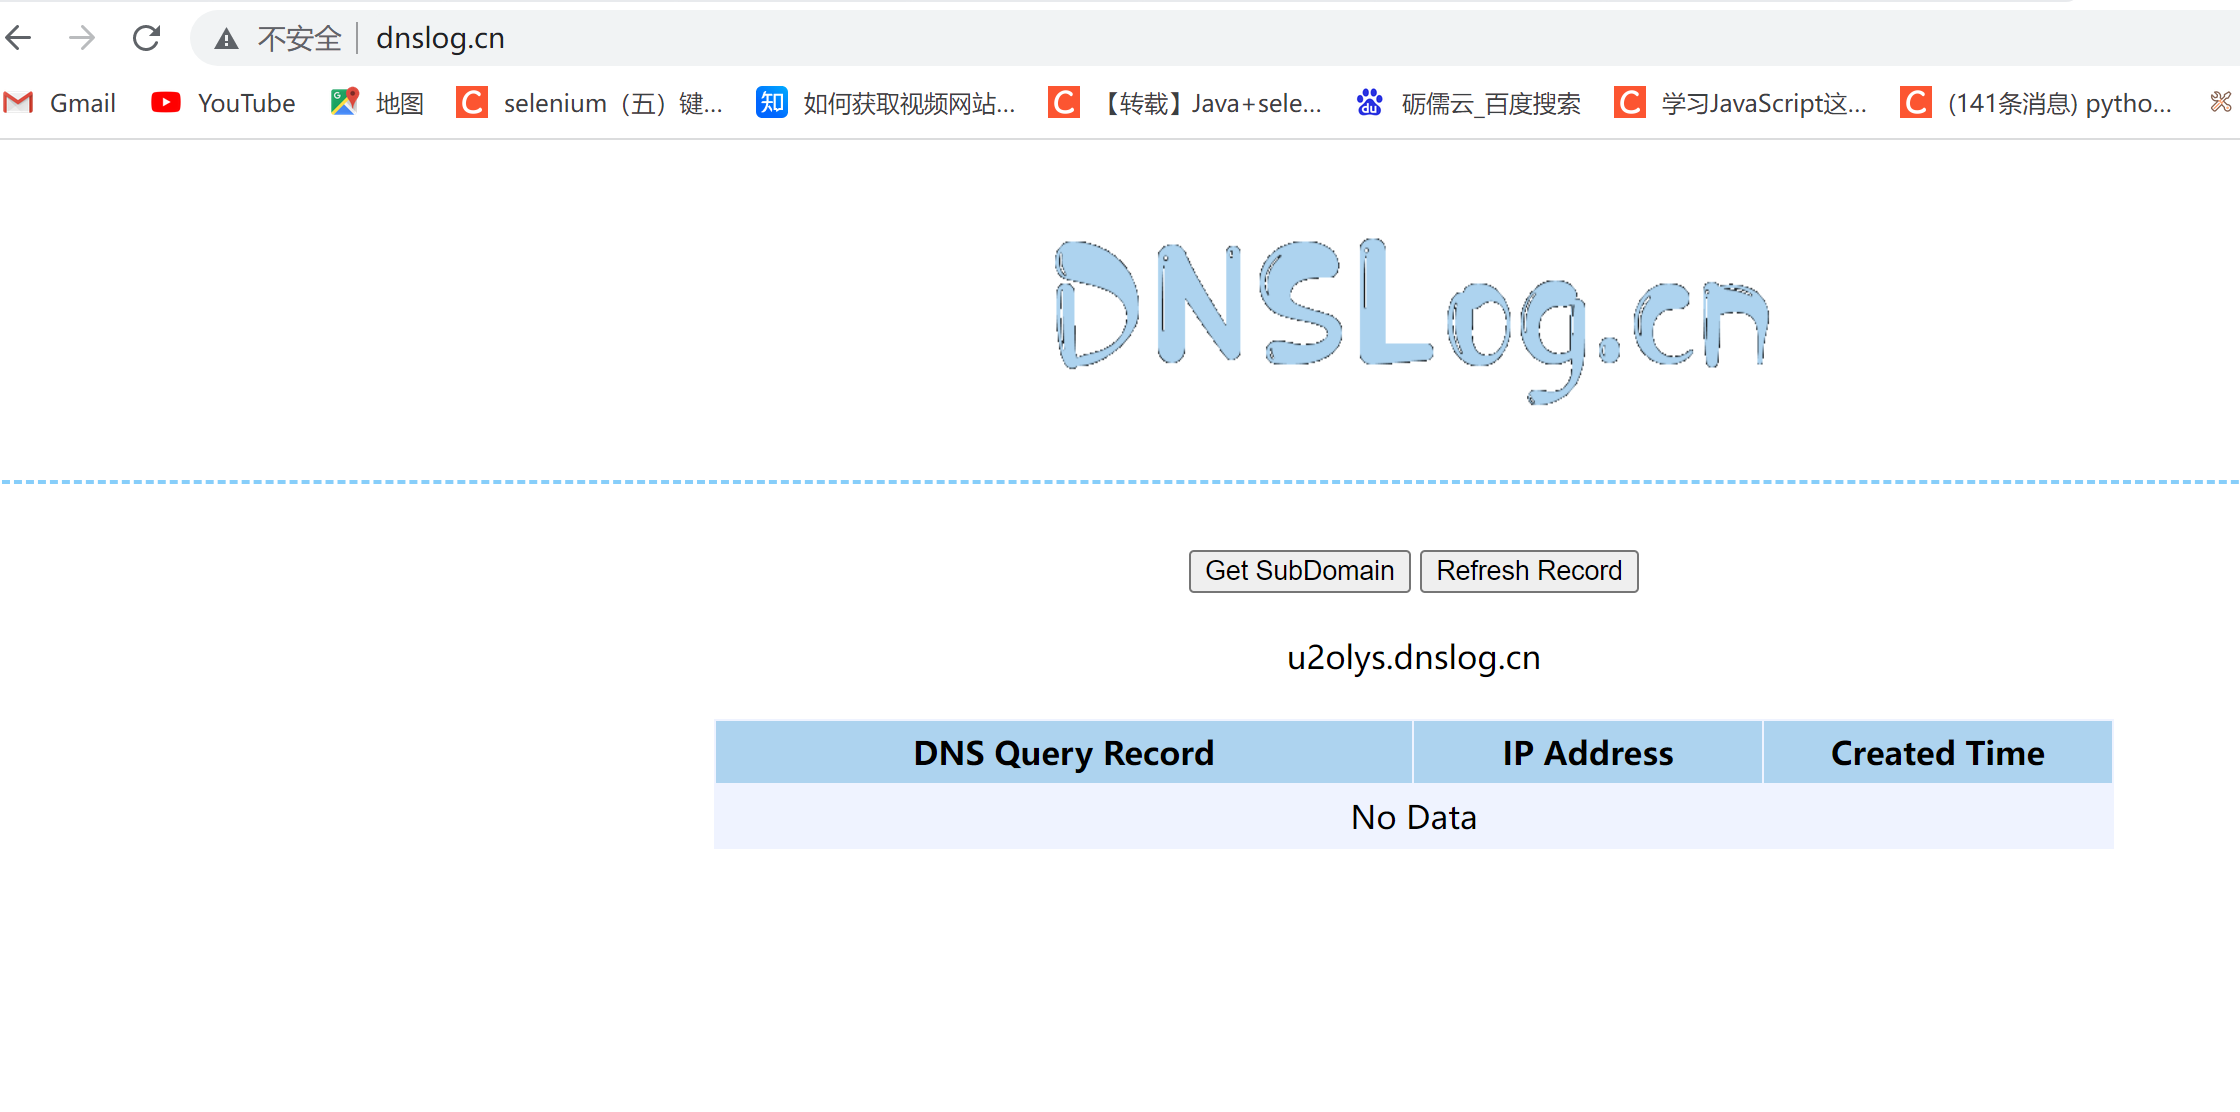 不安全 dnslog.cn
Gmail YouTube 地图 selenium（五）键... 如何获取视频网站... 【转载】Java+sele... 砺儒云_百度搜索 学习JavaScript这... (141条消息) pytho...
DNSLog.cn
Get SubDomain Refresh Record
u2olys.dnslog.cn
DNS Query Record IP Address Created Time
No Data